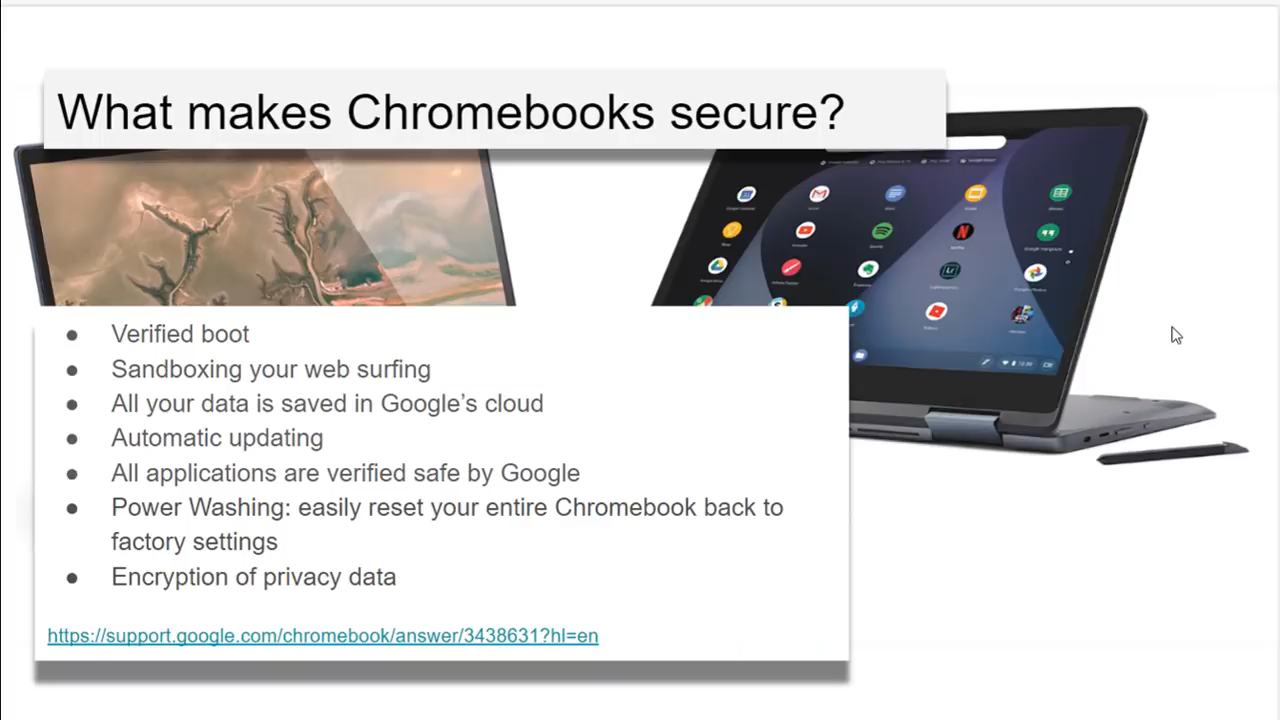 What makes Chromebooks secure?
● Verified boot
● Sandboxing your web surfing
● All your data is saved in Google’s cloud
● Automatic updating
● All applications are verified safe by Google
● Power Washing: easily reset your entire Chromebook back to
factory settings
● Encryption of privacy data
https://support.google.com/chromebook/answer/3438631?hl=en